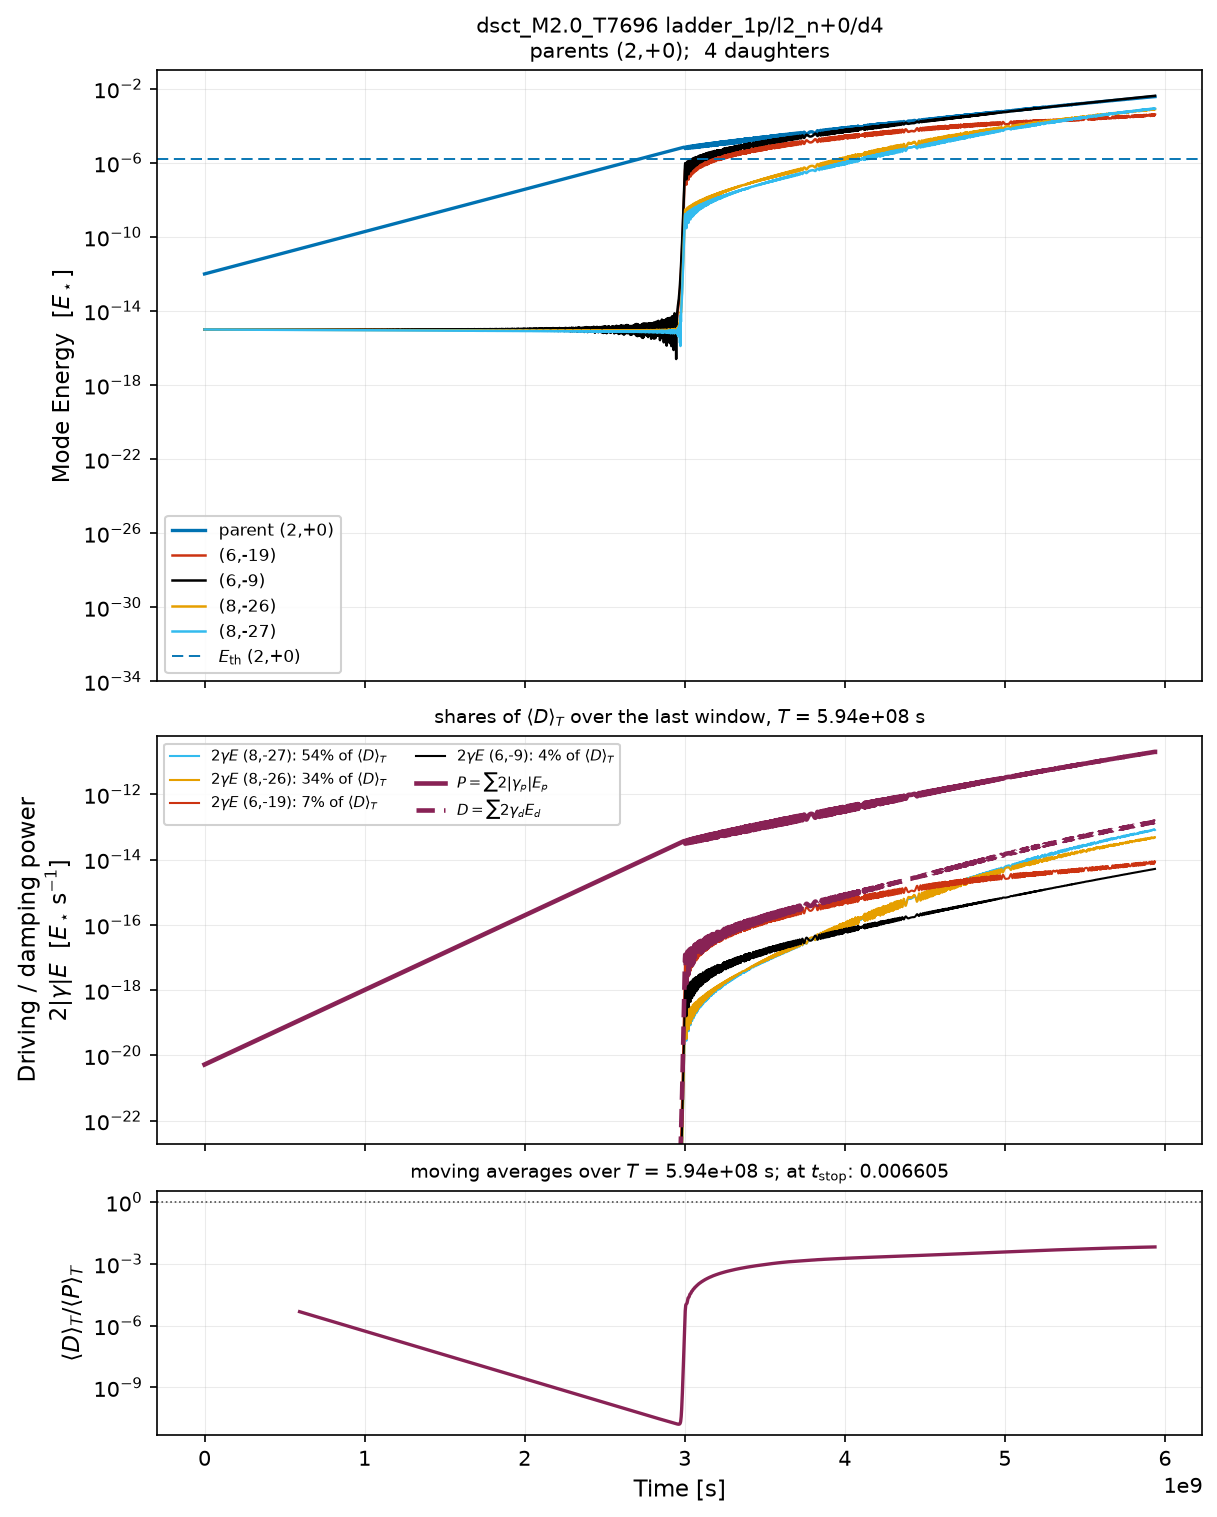 dsct_M2.0_T7696 ladder_1p/l2_n+0/d4
parents (2,+0);  4 daughters
10^{-2}
10^{-6}
10^{-10}
10^{-14}
10^{-18}
10^{-22}
10^{-26}
10^{-30}
10^{-34}
Mode Energy [E_⋆]
parent (2,+0)
(6,-19)
(6,-9)
(8,-26)
(8,-27)
E_th (2,+0)
shares of ⟨D⟩_T over the last window, T = 5.94e+08 s
2γE (8,-27): 54% of ⟨D⟩_T
2γE (8,-26): 34% of ⟨D⟩_T
2γE (6,-19): 7% of ⟨D⟩_T
2γE (6,-9): 4% of ⟨D⟩_T
P = ∑2|γ_p|E_p
D = ∑2γ_dE_d
10^{-12}
10^{-14}
10^{-16}
10^{-18}
10^{-20}
10^{-22}
Driving / damping power
2|γ|E [E_⋆ s^{-1}]
moving averages over T = 5.94e+08 s; at t_stop: 0.006605
10^0
10^{-3}
10^{-6}
10^{-9}
⟨D⟩_T/⟨P⟩_T
0 1 2 3 4 5 6
1e9
Time [s]